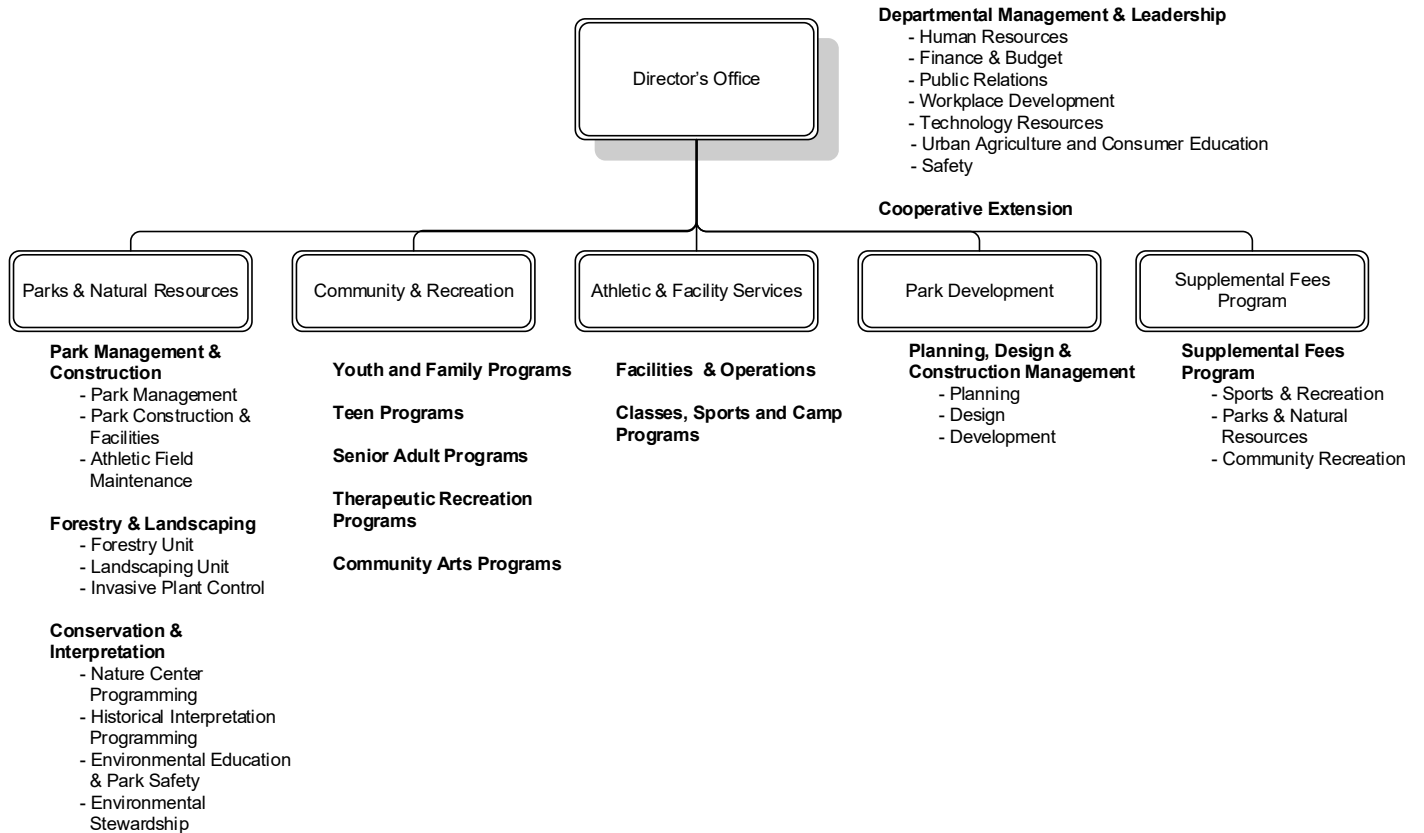 Director's Office
Departmental Management & Leadership
- Human Resources
- Finance & Budget
- Public Relations
- Workplace Development
- Technology Resources
- Urban Agriculture and Consumer Education
- Safety
Cooperative Extension
Parks & Natural Resources
Park Management &
Construction
- Park Management
- Park Construction &
Facilities
- Athletic Field
Maintenance
Forestry & Landscaping
- Forestry Unit
- Landscaping Unit
- Invasive Plant Control
Conservation &
Interpretation
- Nature Center
Programming
- Historical Interpretation
Programming
- Environmental Education
& Park Safety
- Environmental
Stewardship
Community & Recreation
Youth and Family Programs
Teen Programs
Senior Adult Programs
Therapeutic Recreation
Programs
Community Arts Programs
Athletic & Facility Services
Facilities & Operations
Classes, Sports and Camp
Programs
Park Development
Planning, Design &
Construction Management
- Planning
- Design
- Development
Supplemental Fees
Program
Supplemental Fees
Program
- Sports & Recreation
- Parks & Natural
Resources
- Community Recreation